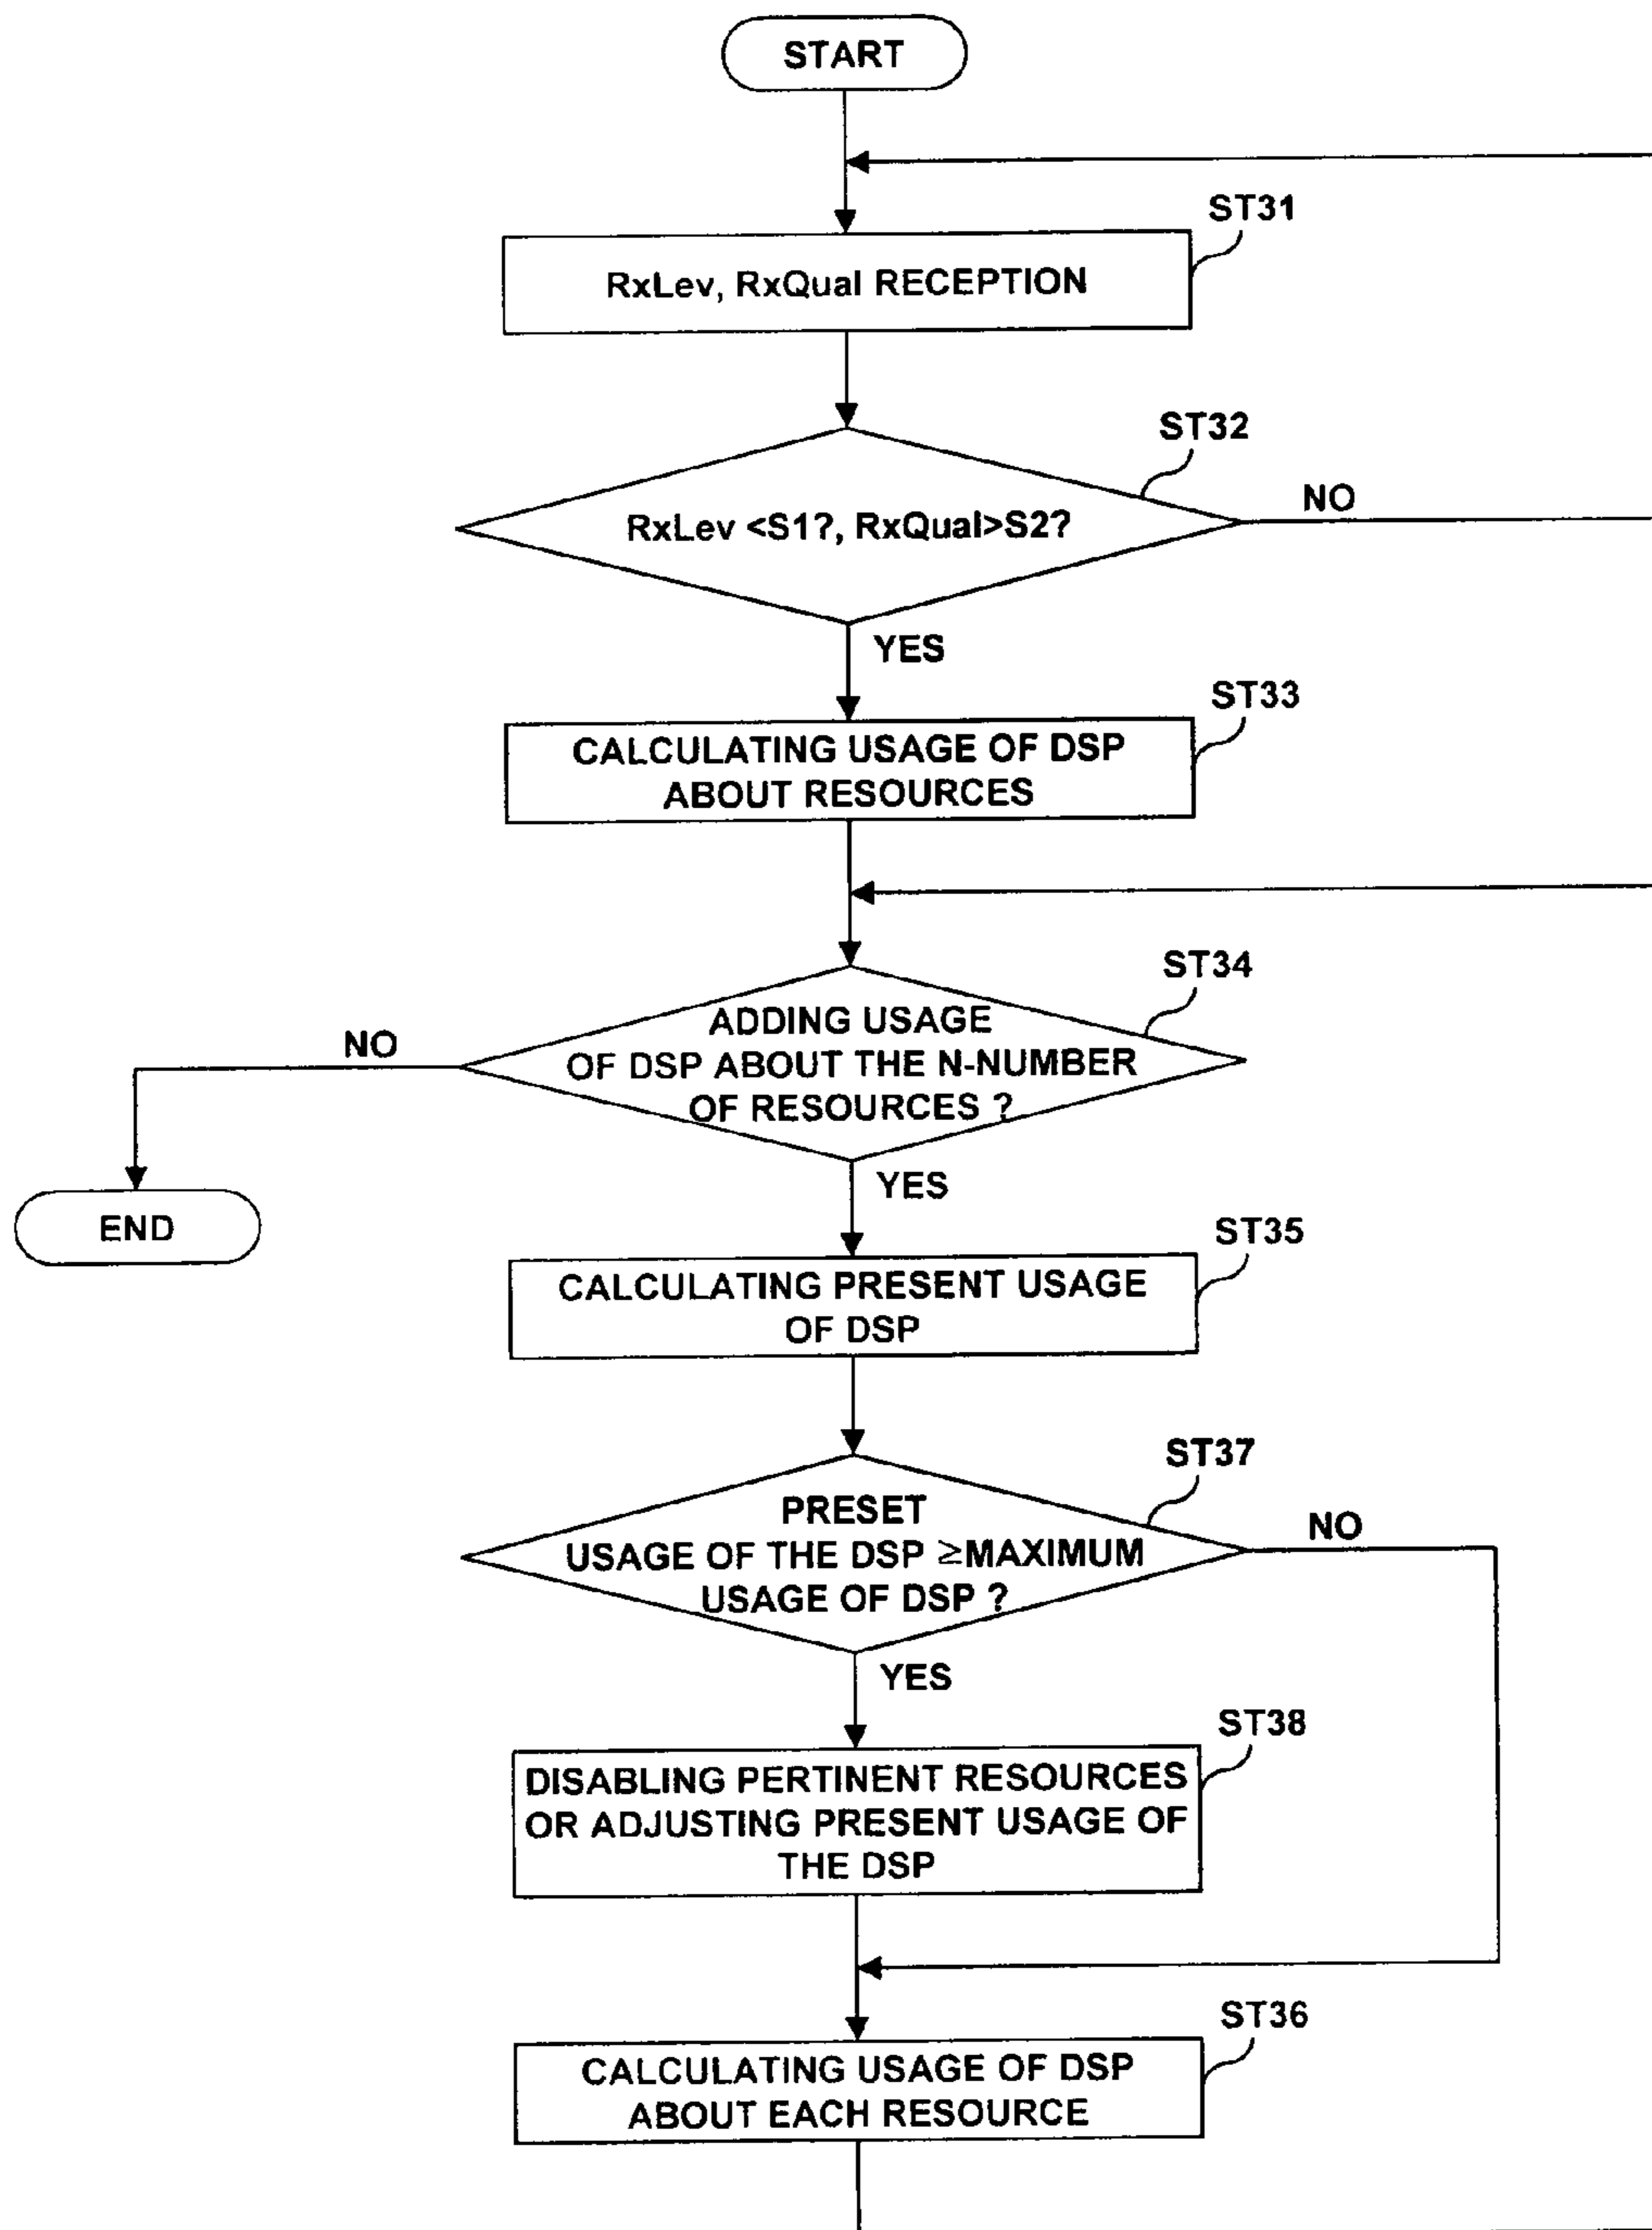 START
ST31
RxLev, RxQual RECEPTION
ST32
RxLev <S1?, RxQual>S2?
NO
YES
ST33
CALCULATING USAGE OF DSP
ABOUT RESOURCES
ST34
ADDING USAGE
OF DSP ABOUT THE N-NUMBER
OF RESOURCES ?
NO
YES
END
ST35
CALCULATING PRESENT USAGE
OF DSP
ST37
PRESET
USAGE OF THE DSP ≥MAXIMUM
USAGE OF DSP ?
NO
YES
ST38
DISABLING PERTINENT RESOURCES
OR ADJUSTING PRESENT USAGE OF
THE DSP
ST36
CALCULATING USAGE OF DSP
ABOUT EACH RESOURCE